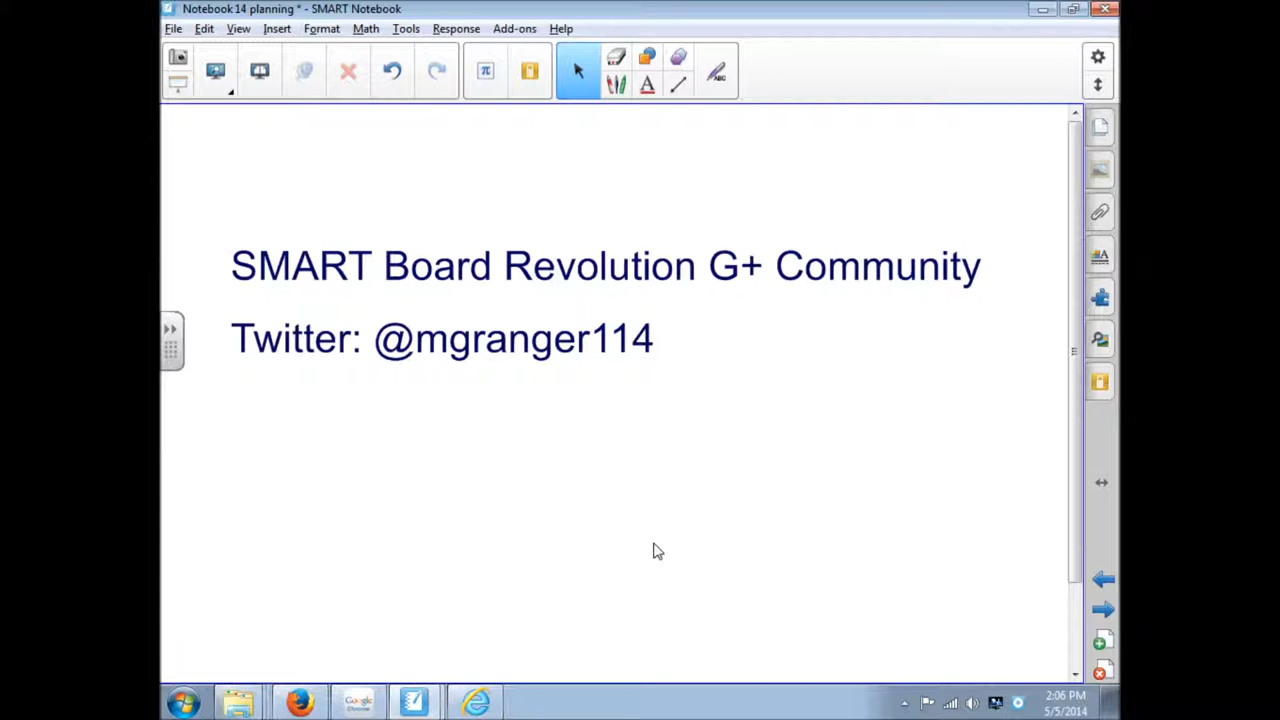 Notebook 14 planning * - SMART Notebook
File Edit View Insert Format Math Tools Response Add-ons Help
SMART Board Revolution G+ Community
Twitter: @mgranger114
Google
2:06 PM
5/5/2014